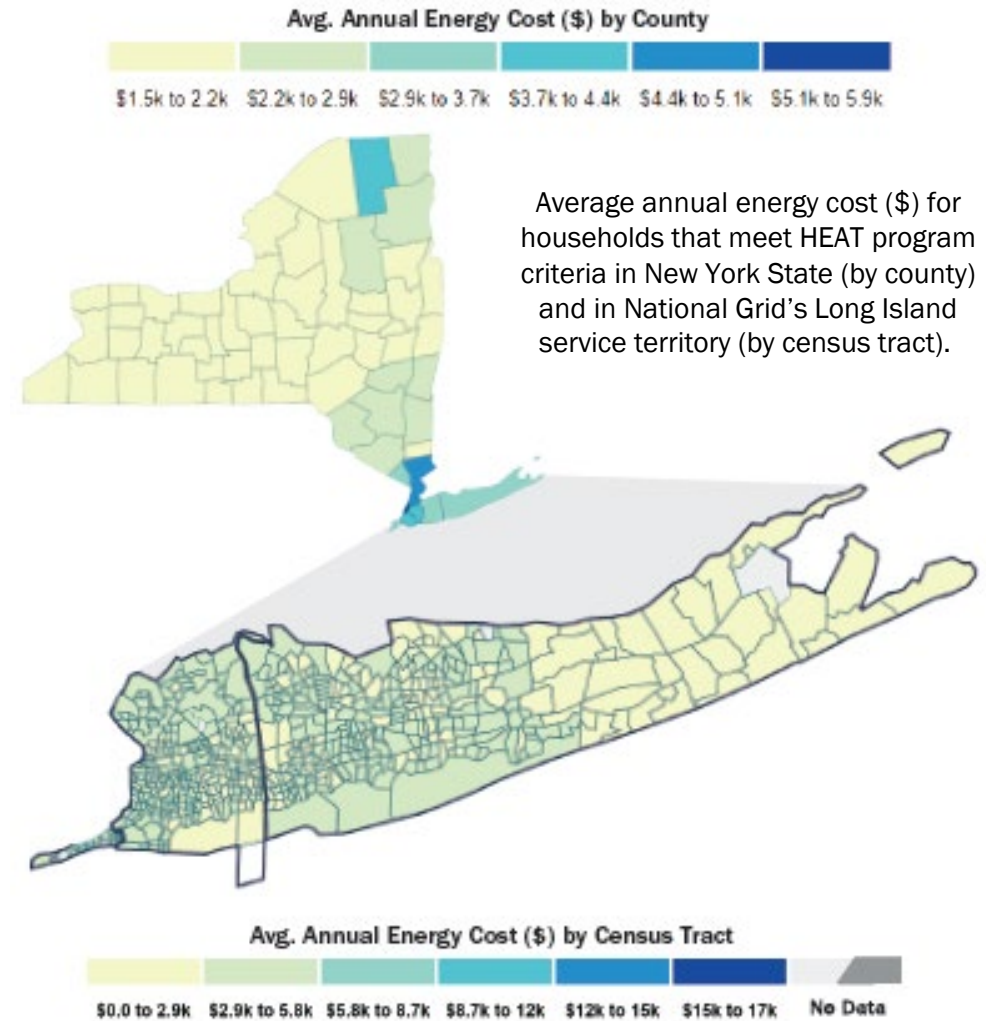 Avg. Annual Energy Cost ($) by County
$1.5k to 2.2k $2.2k to 2.9k $2.9k to 3.7k $3.7k to 4.4k $4.4k to 5.1k $5.1k to 5.9k
Average annual energy cost ($) for
households that meet HEAT program
criteria in New York State (by county)
and in National Grid's Long Island
service territory (by census tract).
Avg. Annual Energy Cost ($) by Census Tract
$0.0 to 2.9k $2.9k to 5.8k $5.8k to 8.7k $8.7k to 12k $12k to 15k $15k to 17k No Data